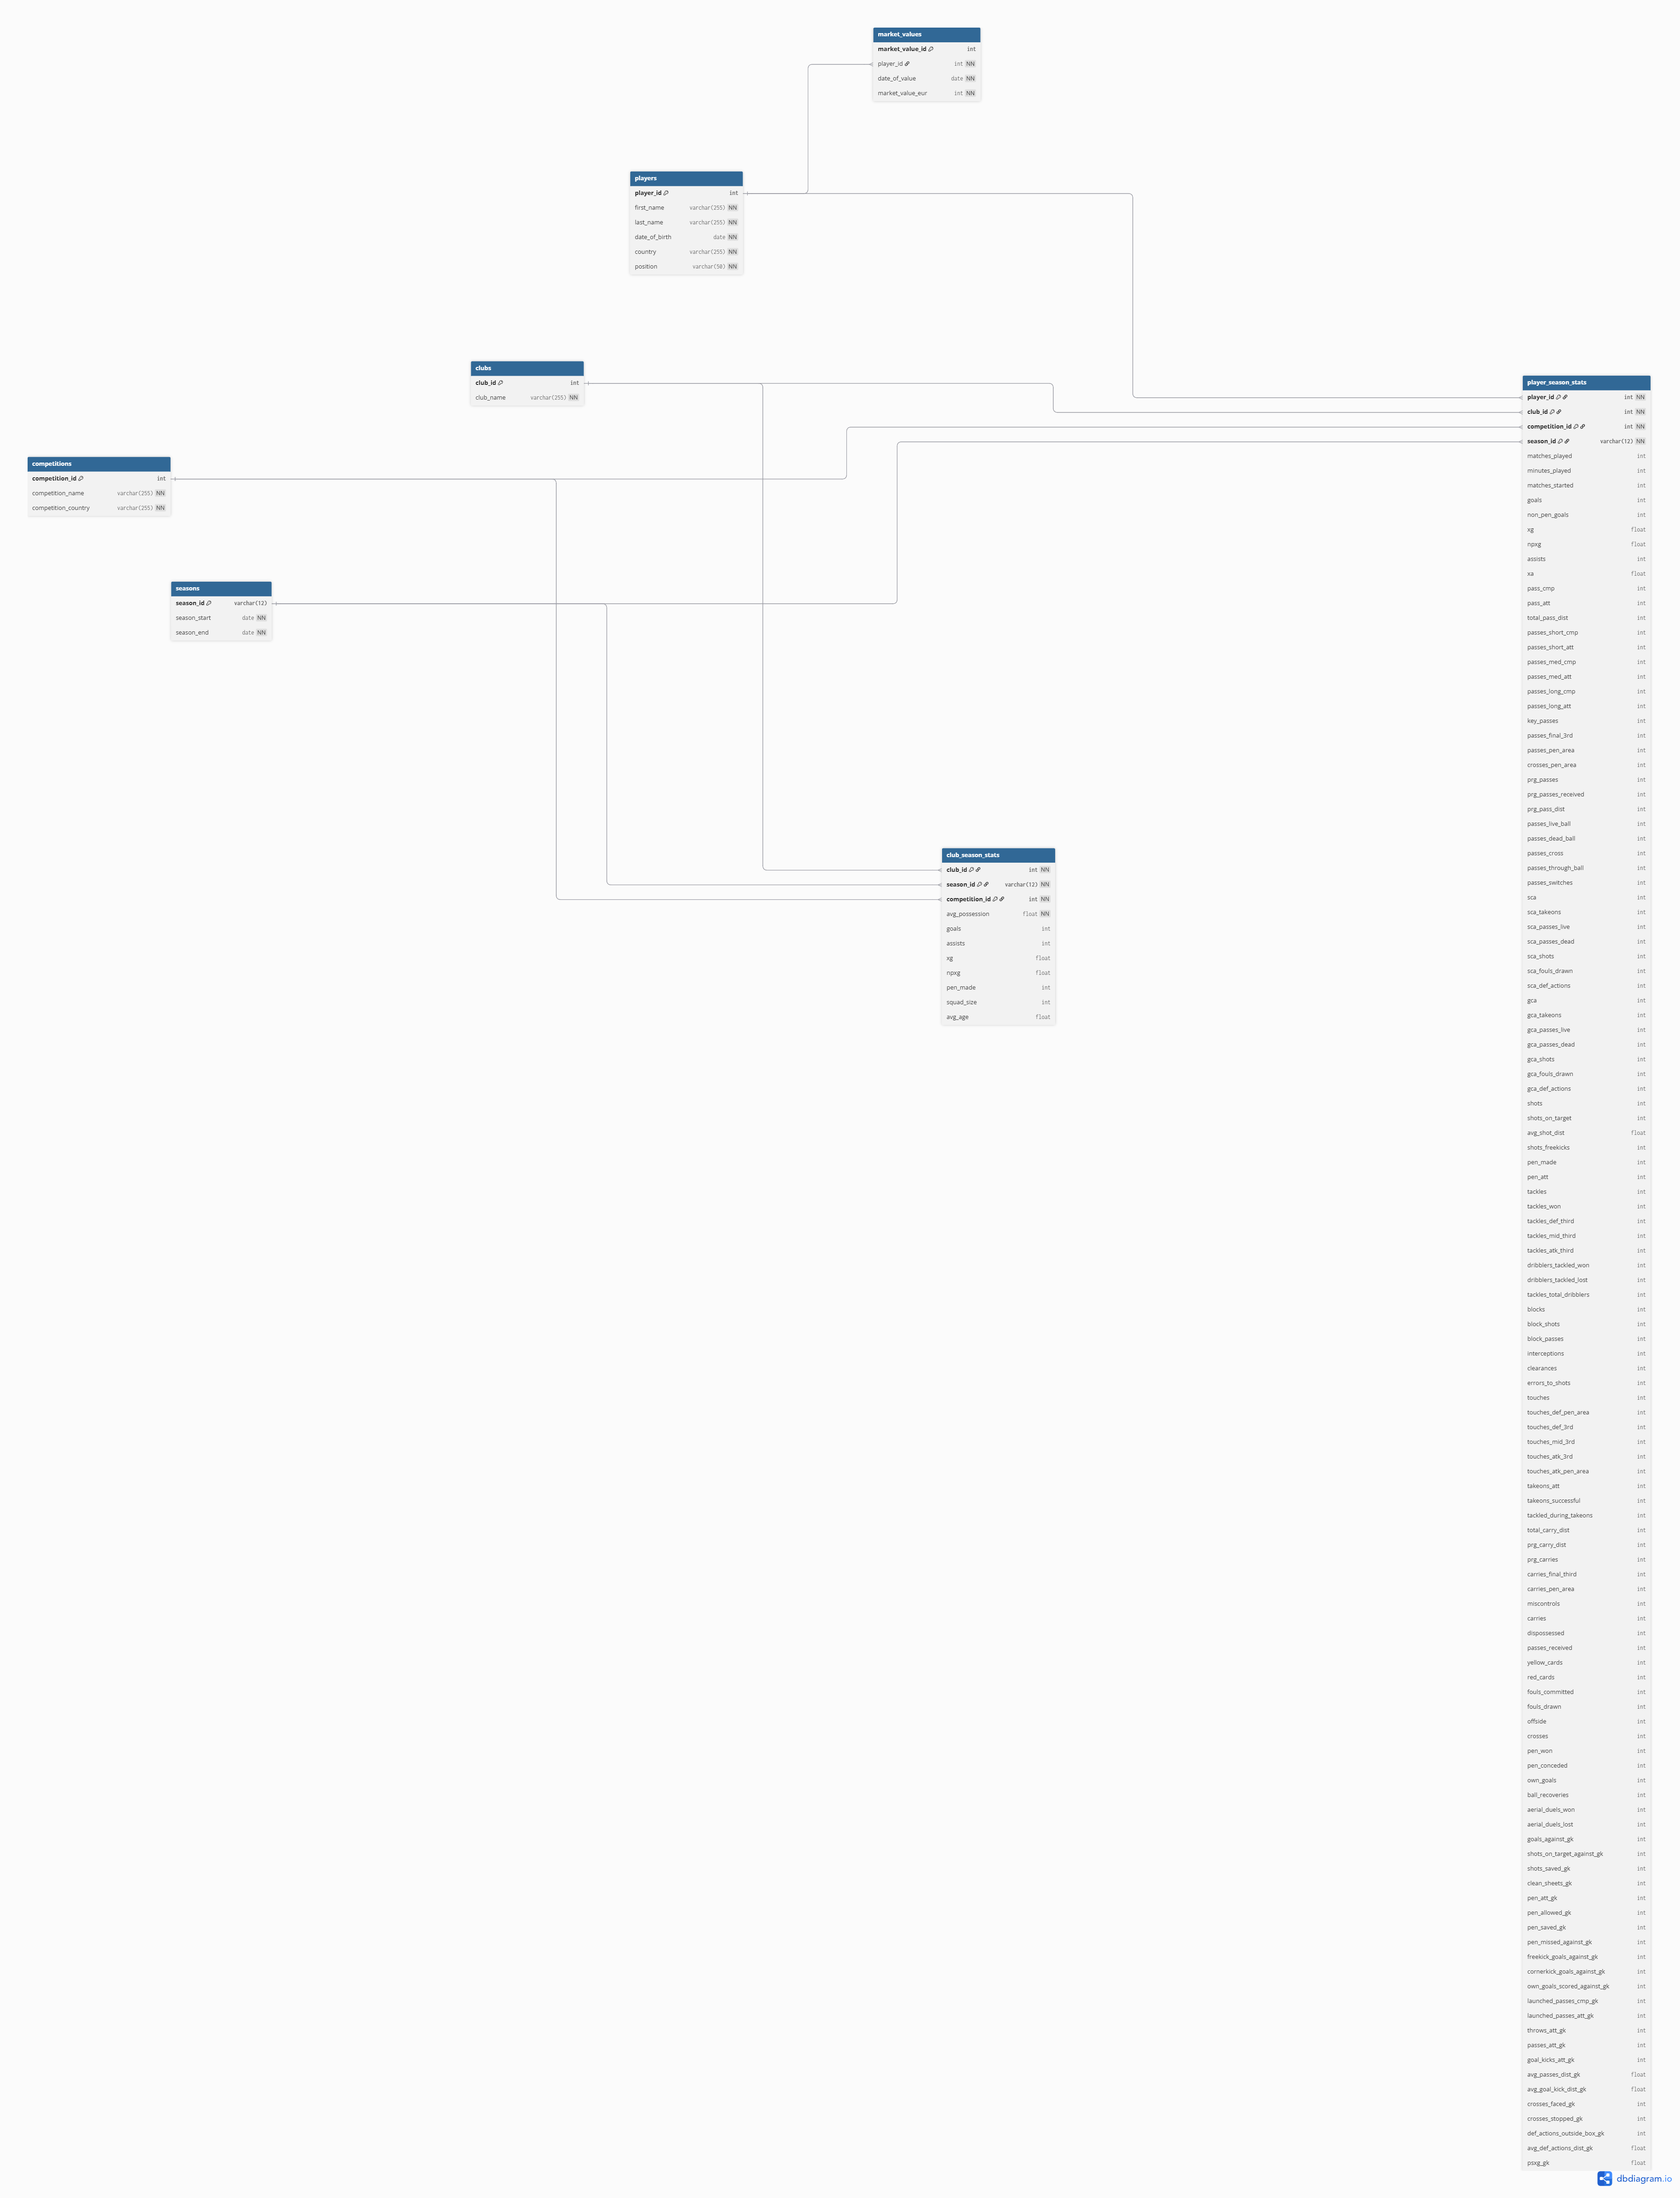 market_values
market_value_id int
player_id int NN
date_of_value date NN
market_value_eur int NN
players
player_id int
first_name varchar(255) NN
last_name varchar(255) NN
date_of_birth date NN
country varchar(255) NN
position varchar(50) NN
clubs
club_id int
club_name varchar(255) NN
competitions
competition_id int
competition_name varchar(255) NN
competition_country varchar(255) NN
seasons
season_id varchar(12)
season_start date NN
season_end date NN
club_season_stats
club_id int NN
season_id varchar(12) NN
competition_id int NN
avg_possession float NN
goals int
assists int
xg float
npxg float
pen_made int
squad_size int
avg_age float
player_season_stats
player_id int NN
club_id int NN
competition_id int NN
season_id varchar(12) NN
matches_played int
minutes_played int
matches_started int
goals int
non_pen_goals int
xg float
npxg float
assists int
xa float
pass_cmp int
pass_att int
total_pass_dist int
passes_short_cmp int
passes_short_att int
passes_med_cmp int
passes_med_att int
passes_long_cmp int
passes_long_att int
key_passes int
passes_final_3rd int
passes_pen_area int
crosses_pen_area int
prg_passes int
prg_passes_received int
prg_pass_dist int
passes_live_ball int
passes_dead_ball int
passes_cross int
passes_through_ball int
passes_switches int
sca int
sca_takeons int
sca_passes_live int
sca_passes_dead int
sca_shots int
sca_fouls_drawn int
sca_def_actions int
gca int
gca_takeons int
gca_passes_live int
gca_passes_dead int
gca_shots int
gca_fouls_drawn int
gca_def_actions int
shots int
shots_on_target int
avg_shot_dist float
shots_freekicks int
pen_made int
pen_att int
tackles int
tackles_won int
tackles_def_third int
tackles_mid_third int
tackles_atk_third int
dribblers_tackled_won int
dribblers_tackled_lost int
tackles_total_dribblers int
blocks int
block_shots int
block_passes int
interceptions int
clearances int
errors_to_shots int
touches int
touches_def_pen_area int
touches_def_3rd int
touches_mid_3rd int
touches_atk_3rd int
touches_atk_pen_area int
takeons_att int
takeons_successful int
tackled_during_takeons int
total_carry_dist int
prg_carry_dist int
prg_carries int
carries_final_third int
carries_pen_area int
miscontrols int
carries int
dispossessed int
passes_received int
yellow_cards int
red_cards int
fouls_committed int
fouls_drawn int
offside int
crosses int
pen_won int
pen_conceded int
own_goals int
ball_recoveries int
aerial_duels_won int
aerial_duels_lost int
goals_against_gk int
shots_on_target_against_gk int
shots_saved_gk int
clean_sheets_gk int
pen_att_gk int
pen_allowed_gk int
pen_saved_gk int
pen_missed_against_gk int
freekick_goals_against_gk int
cornerkick_goals_against_gk int
own_goals_scored_against_gk int
launched_passes_cmp_gk int
launched_passes_att_gk int
throws_att_gk int
passes_att_gk int
goal_kicks_att_gk int
avg_passes_dist_gk float
avg_goal_kick_dist_gk float
crosses_faced_gk int
crosses_stopped_gk int
def_actions_outside_box_gk int
avg_def_actions_dist_gk float
psxg_gk float
dbdiagram.io